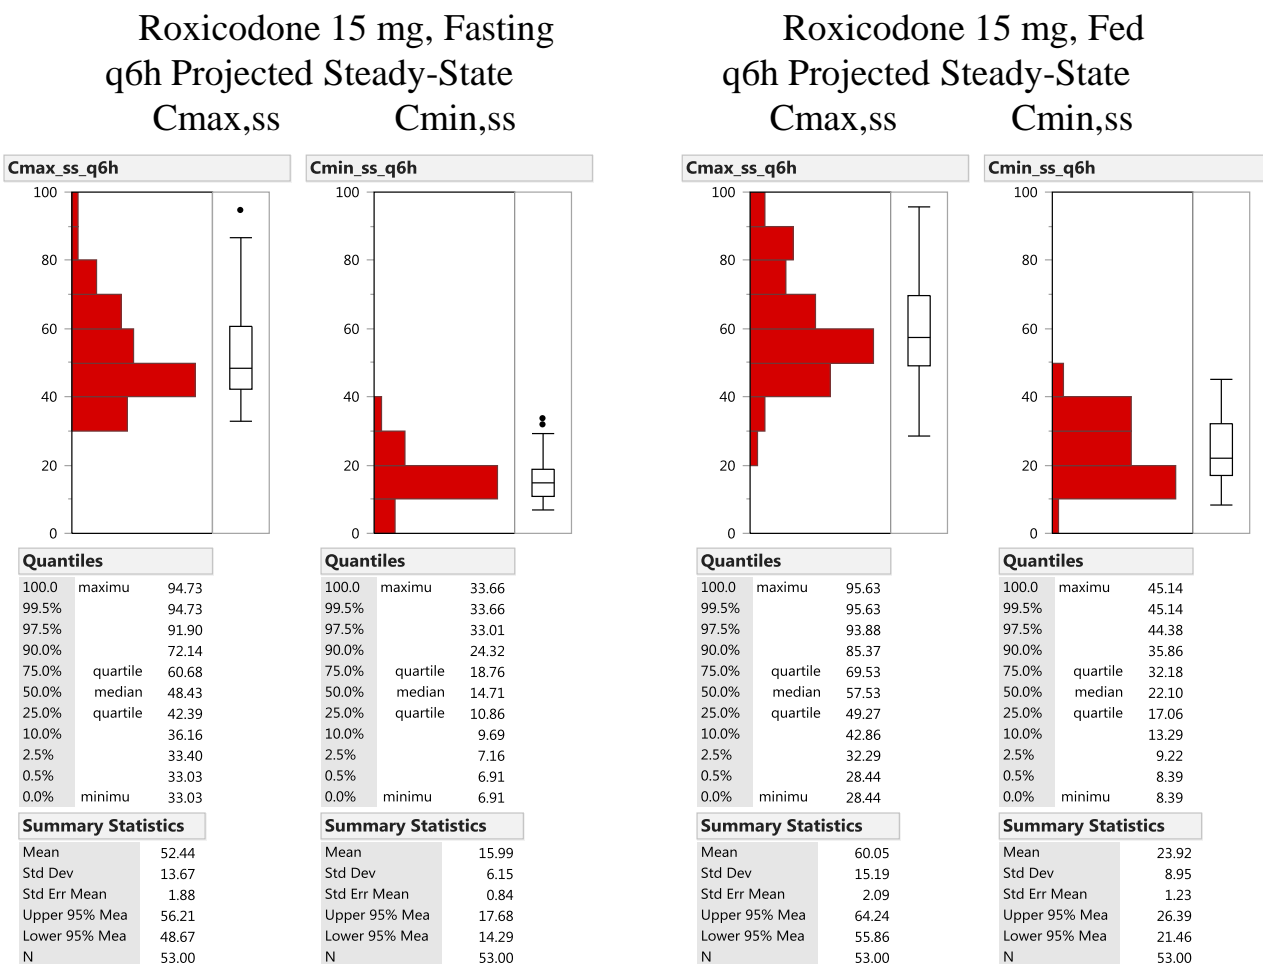 Roxicodone 15 mg, Fasting
q6h Projected Steady-State
Cmax,ss Cmin,ss
Cmax_ss_q6h
100
80
60
40
20
0
Quantiles
100.0 maximu 94.73
99.5% 94.73
97.5% 91.90
90.0% 72.14
75.0% quartile 60.68
50.0% median 48.43
25.0% quartile 42.39
10.0% 36.16
2.5% 33.40
0.5% 33.03
0.0% minimu 33.03
Summary Statistics
Mean 52.44
Std Dev 13.67
Std Err Mean 1.88
Upper 95% Mea 56.21
Lower 95% Mea 48.67
N 53.00
Cmin_ss_q6h
100
80
60
40
20
0
Quantiles
100.0 maximu 33.66
99.5% 33.66
97.5% 33.01
90.0% 24.32
75.0% quartile 18.76
50.0% median 14.71
25.0% quartile 10.86
10.0% 9.69
2.5% 7.16
0.5% 6.91
0.0% minimu 6.91
Summary Statistics
Mean 15.99
Std Dev 6.15
Std Err Mean 0.84
Upper 95% Mea 17.68
Lower 95% Mea 14.29
N 53.00
Roxicodone 15 mg, Fed
q6h Projected Steady-State
Cmax,ss Cmin,ss
Cmax_ss_q6h
100
80
60
40
20
0
Quantiles
100.0 maximu 95.63
99.5% 95.63
97.5% 93.88
90.0% 85.37
75.0% quartile 69.53
50.0% median 57.53
25.0% quartile 49.27
10.0% 42.86
2.5% 32.29
0.5% 28.44
0.0% minimu 28.44
Summary Statistics
Mean 60.05
Std Dev 15.19
Std Err Mean 2.09
Upper 95% Mea 64.24
Lower 95% Mea 55.86
N 53.00
Cmin_ss_q6h
100
80
60
40
20
0
Quantiles
100.0 maximu 45.14
99.5% 45.14
97.5% 44.38
90.0% 35.86
75.0% quartile 32.18
50.0% median 22.10
25.0% quartile 17.06
10.0% 13.29
2.5% 9.22
0.5% 8.39
0.0% minimu 8.39
Summary Statistics
Mean 23.92
Std Dev 8.95
Std Err Mean 1.23
Upper 95% Mea 26.39
Lower 95% Mea 21.46
N 53.00